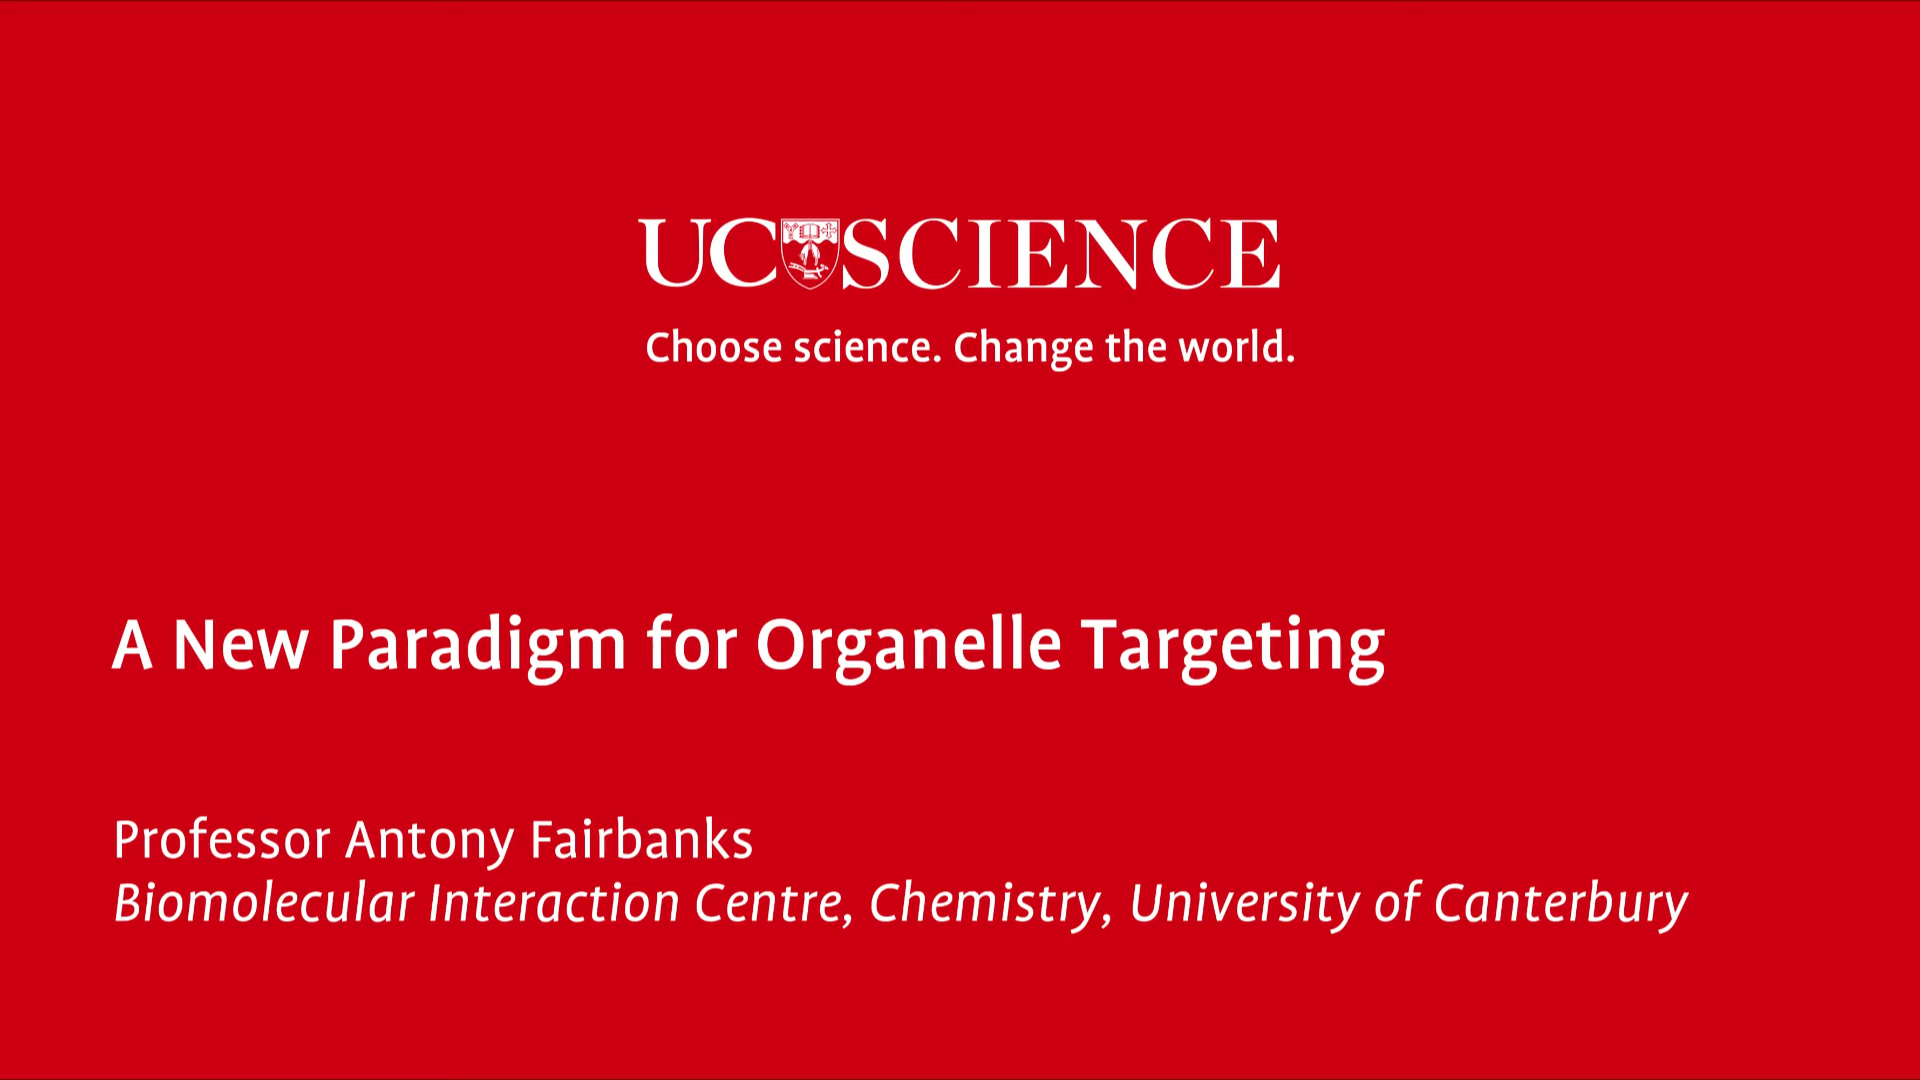 UC SCIENCE
Choose science. Change the world.
A New Paradigm for Organelle Targeting
Professor Antony Fairbanks
Biomolecular Interaction Centre, Chemistry, University of Canterbury